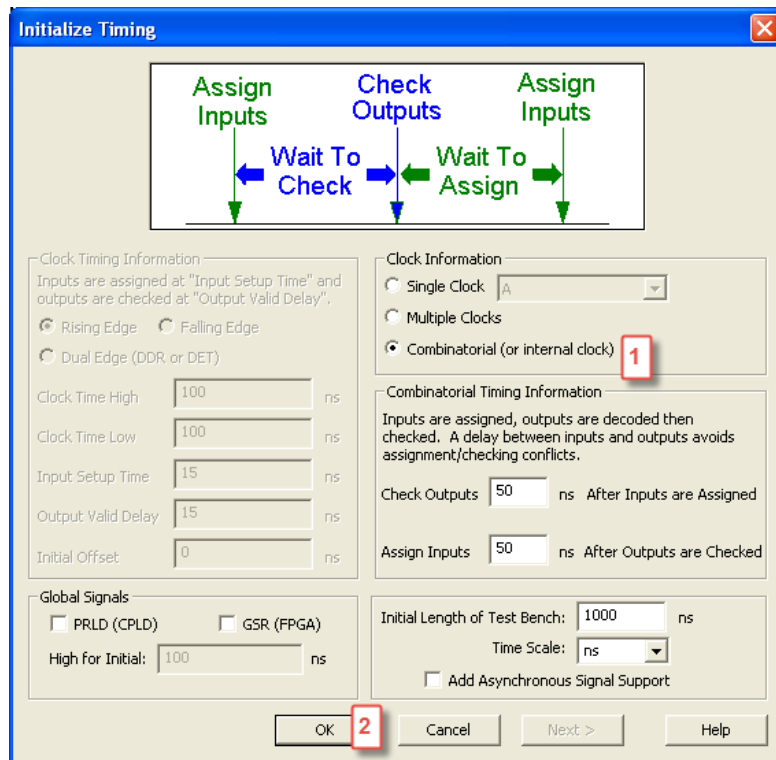 Initialize Timing
Assign Inputs
Check Outputs
Assign Inputs
Wait To Check
Wait To Assign
Clock Timing Information
Inputs are assigned at "Input Setup Time" and
outputs are checked at "Output Valid Delay".
Rising Edge
Falling Edge
Dual Edge (DDR or DET)
Clock Time High 100 ns
Clock Time Low 100 ns
Input Setup Time 15 ns
Output Valid Delay 15 ns
Initial Offset 0 ns
Global Signals
PRLD (CPLD)
GSR (FPGA)
High for Initial: 100 ns
Clock Information
Single Clock A
Multiple Clocks
Combinatorial (or internal clock) 1
Combinatorial Timing Information
Inputs are assigned, outputs are decoded then
checked. A delay between inputs and outputs avoids
assignment/checking conflicts.
Check Outputs 50 ns After Inputs are Assigned
Assign Inputs 50 ns After Outputs are Checked
Initial Length of Test Bench: 1000 ns
Time Scale: ns
Add Asynchronous Signal Support
OK 2
Cancel
Next >
Help